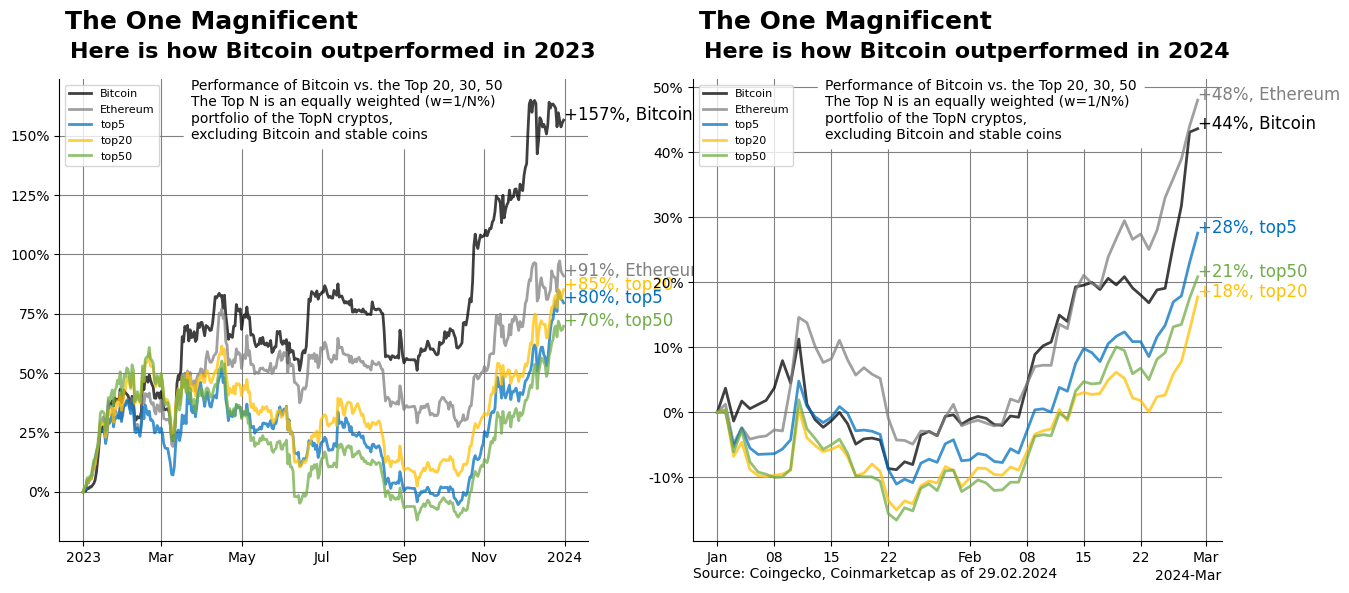 The One Magnificent
Here is how Bitcoin outperformed in 2023
Bitcoin
Ethereum
top5
top20
top50
Performance of Bitcoin vs. the Top 20, 30, 50
The Top N is an equally weighted (w=1/N%)
portfolio of the TopN cryptos,
excluding Bitcoin and stable coins
150%
125%
100%
75%
50%
25%
0%
+157%, Bitcoin
+91%, Ethereum
+85%, top20
+80%, top5
+70%, top50
2023
Mar
May
Jul
Sep
Nov
2024
The One Magnificent
Here is how Bitcoin outperformed in 2024
Bitcoin
Ethereum
top5
top20
top50
Performance of Bitcoin vs. the Top 20, 30, 50
The Top N is an equally weighted (w=1/N%)
portfolio of the TopN cryptos,
excluding Bitcoin and stable coins
50%
40%
30%
20%
10%
0%
-10%
+48%, Ethereum
+44%, Bitcoin
+28%, top5
+21%, top50
+18%, top20
Jan
08
15
22
Feb
08
15
22
Mar
Source: Coingecko, Coinmarketcap as of 29.02.2024
2024-Mar